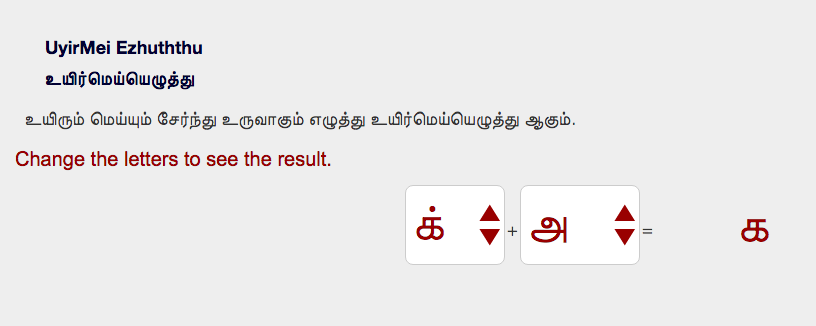 UyirMei Ezhuththu
உயிர்மெய்யெழுத்து
உயிரும் மெய்யும் சேர்ந்து உருவாகும் எழுத்து உயிர்மெய்யெழுத்து ஆகும்.
Change the letters to see the result.
க் + அ = க